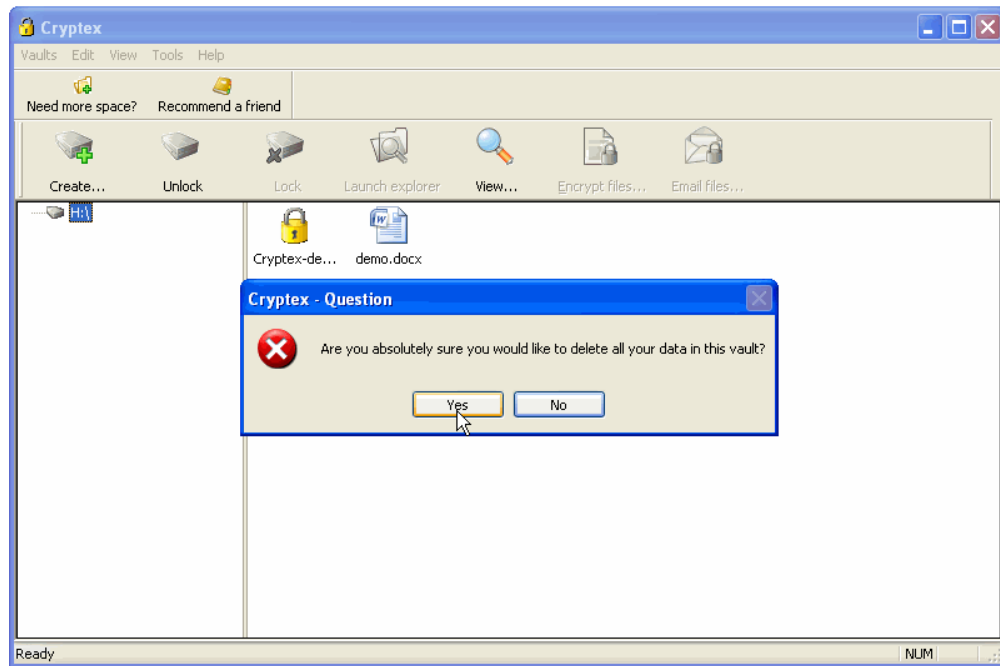 Cryptex
Vaults Edit View Tools Help
Need more space? Recommend a friend
Create... Unlock Lock Launch explorer View... Encrypt files... Email files...
H:\
Cryptex-de... demo.docx
Cryptex - Question
Are you absolutely sure you would like to delete all your data in this vault?
Yes No
Ready NUM